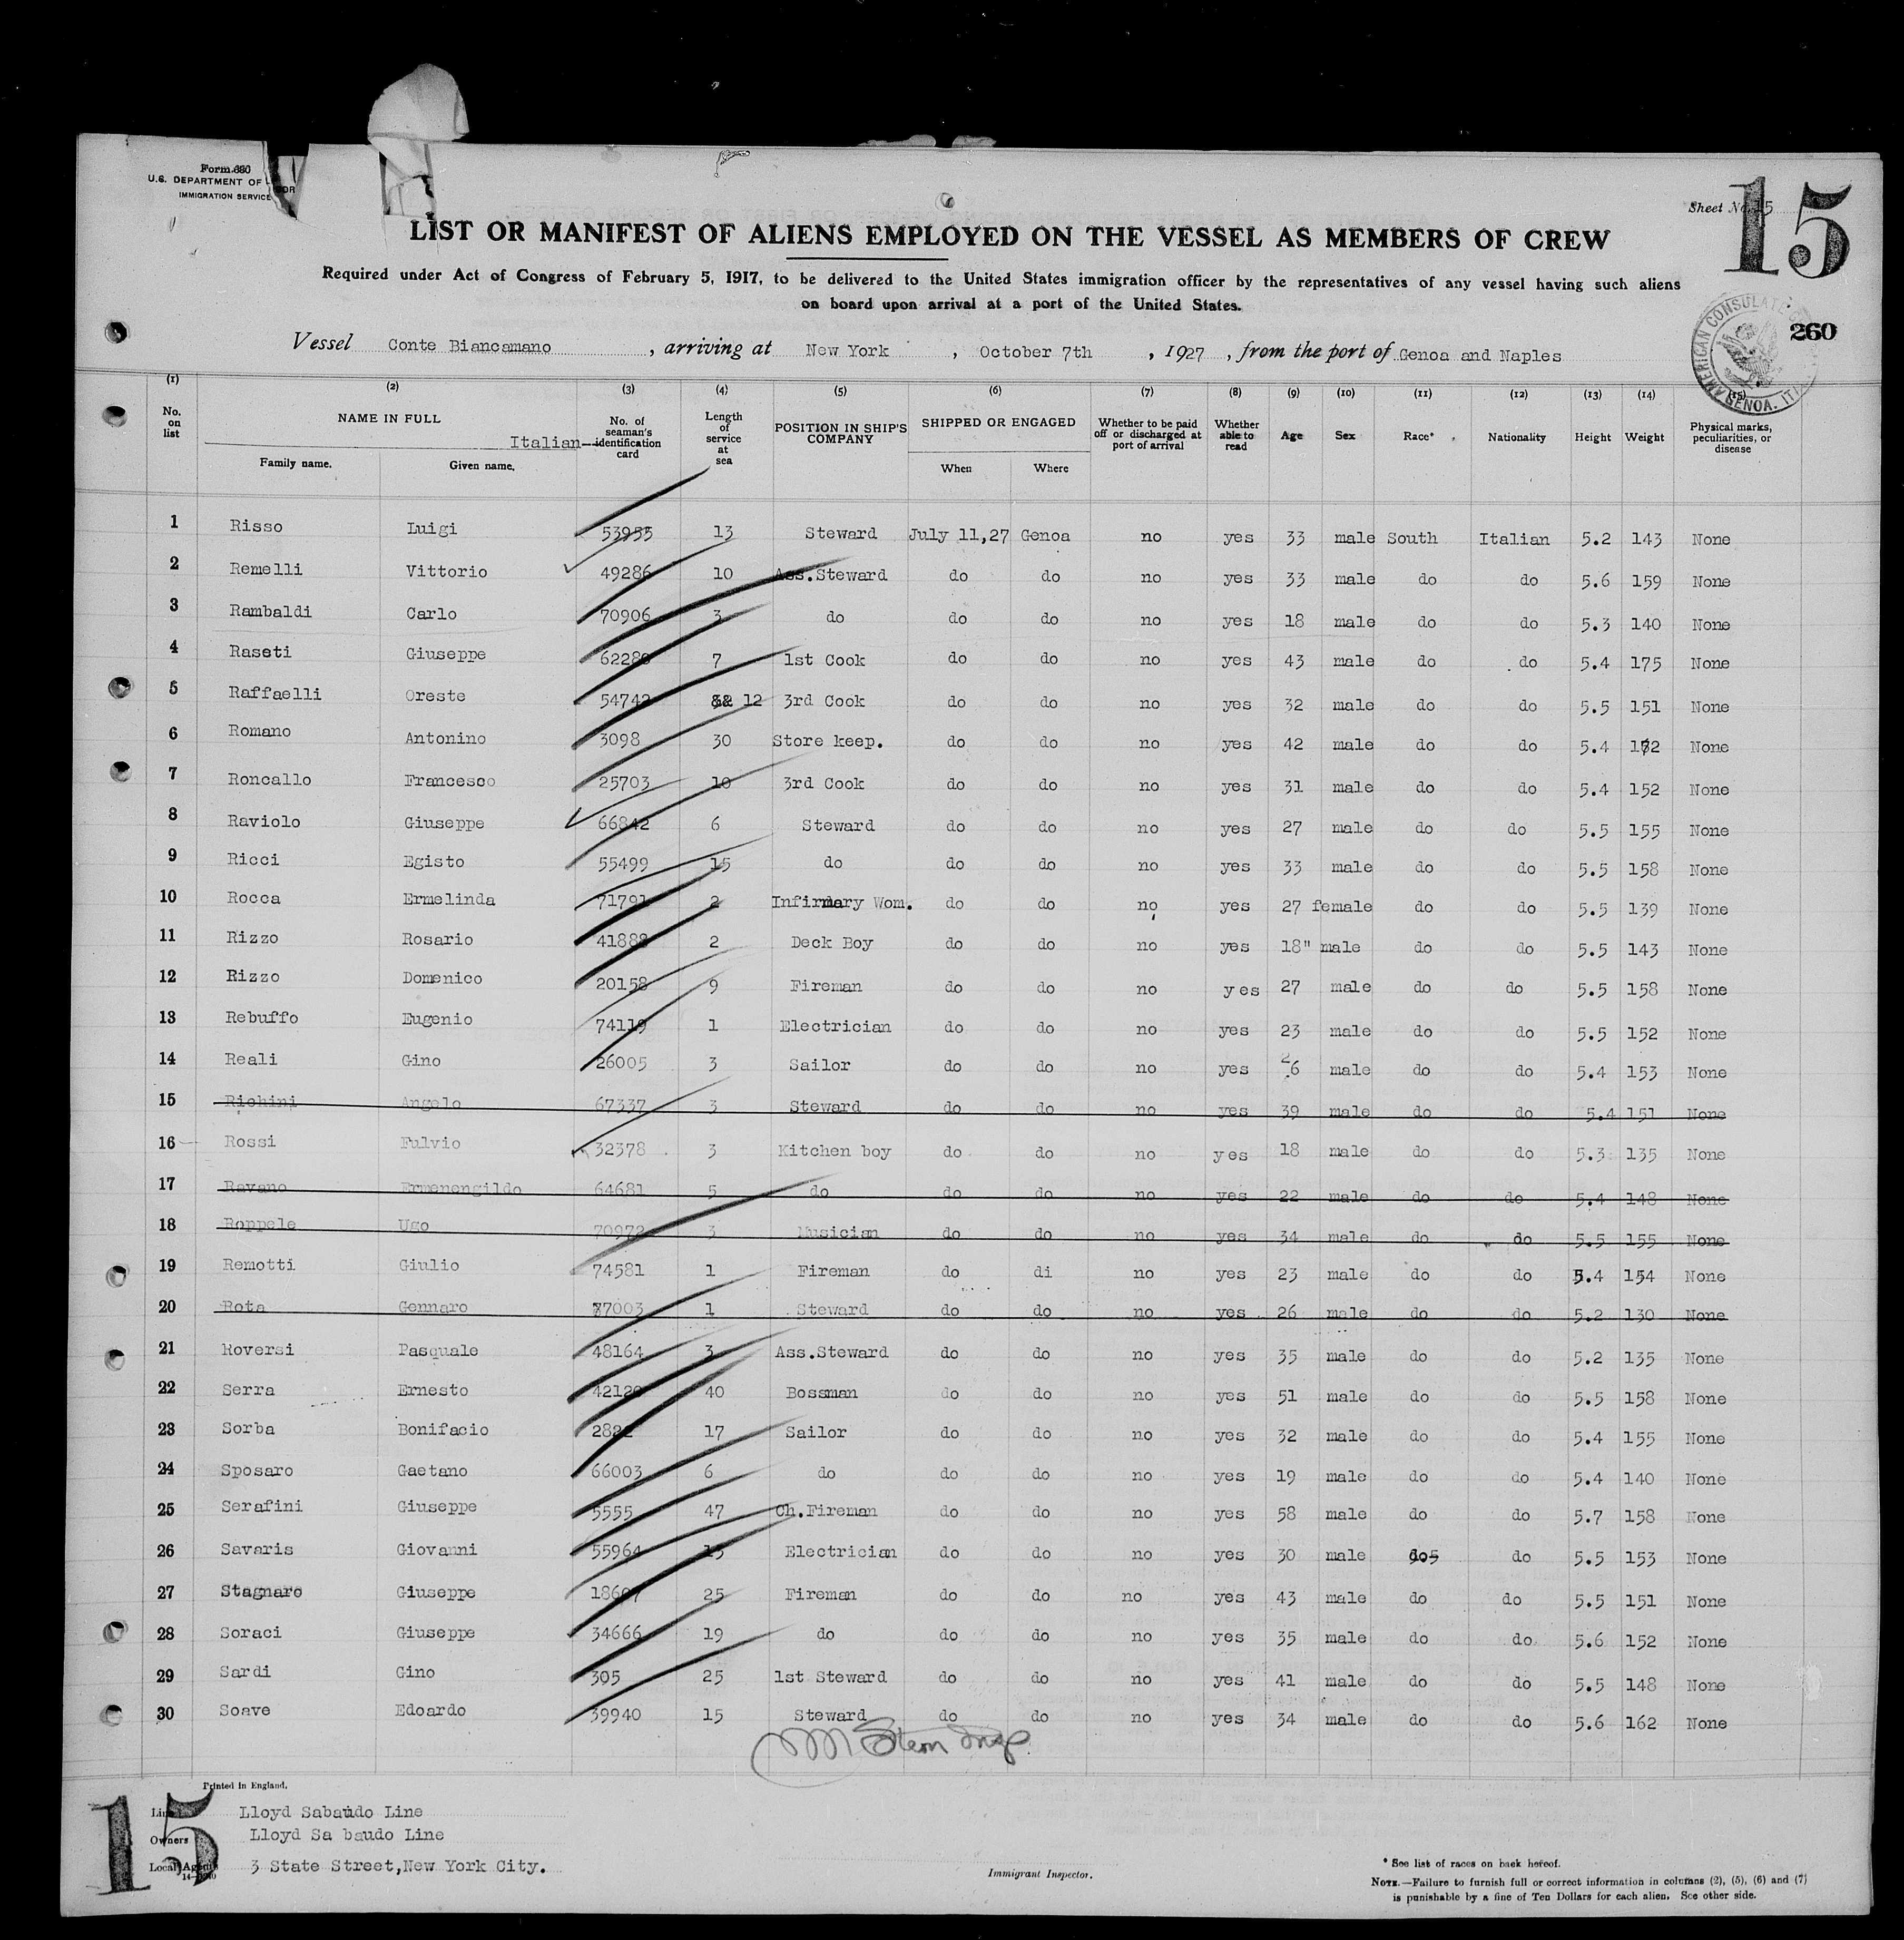 Form 680
U.S. DEPARTMENT OF LABOR
IMMIGRATION SERVICE
Sheet No. 15
15
LIST OR MANIFEST OF ALIENS EMPLOYED ON THE VESSEL AS MEMBERS OF CREW
Required under Act of Congress of February 5, 1917, to be delivered to the United States immigration officer by the representatives of any vessel having such aliens
on board upon arrival at a port of the United States.
AMERICAN CONSULATE GENOA. IT
260
Vessel Conte Biancamano , arriving at New York , October 7th , 1927 , from the port of Genoa and Naples
(1) (2) (3) (4) (5) (6) (7) (8) (9) (10) (11) (12) (13) (14) (15)
No. on list NAME IN FULL Family name. Given name. Italian No. of seaman's identification card Length of service at sea POSITION IN SHIP'S COMPANY SHIPPED OR ENGAGED When Where Whether to be paid off or discharged at port of arrival Whether able to read Age Sex Race* Nationality Height Weight Physical marks, peculiarities, or disease
1 Risso Luigi 53955 13 Steward July 11,27 Genoa no yes 33 male South Italian 5.2 143 None
2 Remelli Vittorio 49286 10 Ass.Steward do do no yes 33 male do do 5.6 159 None
3 Rambaldi Carlo 70906 3 do do do no yes 18 male do do 5.3 140 None
4 Raseti Giuseppe 7 1st Cook do do no yes 43 male do do 5.4 175 None
5 Raffaelli Oreste 54742 12 3rd Cook do do no yes 32 male do do 5.5 151 None
6 Romano Antonino 3098 30 Store keep. do do no yes 42 male do do 5.4 None
7 Roncallo Francesco 25703 10 3rd Cook do do no yes 31 male do do 5.4 152 None
8 Raviolo Giuseppe 66842 6 Steward do do no yes 27 male do do 5.5 155 None
9 Ricci Egisto 55499 15 do do do no yes 33 male do do 5.5 158 None
10 Rocca Ermelinda 71791 2 Infirmary Wom. do do no yes 27 female do do 5.5 139 None
11 Rizzo Rosario 41888 2 Deck Boy do do no yes 18" male do do 5.5 143 None
12 Rizzo Domenico 20158 9 Fireman do do no yes 27 male do do 5.5 158 None
13 Rebuffo Eugenio 74119 1 Electrician do do no yes 23 male do do 5.5 152 None
14 Reali Gino 26005 3 Sailor do do no yes 26 male do do 5.4 153 None
15 Richini Angelo 67337 3 Steward do do no yes 39 male do do 5.4 151 None
16 Rossi Fulvio 32378 3 Kitchen boy do do no yes 18 male do do 5.3 135 None
17 Ravano Ermenengildo 64681 5 do do do no yes 22 male do do 5.4 148 None
18 Roppele Ugo 70972 3 Musician do do no yes 34 male do do 5.5 155 None
19 Remotti Giulio 74581 1 Fireman do di no yes 23 male do do 5.4 154 None
20 Rota Gennaro 77003 1 Steward do do no yes 26 male do do 5.2 130 None
21 Roversi Pasquale 48164 3 Ass.Steward do do no yes 35 male do do 5.2 135 None
22 Serra Ernesto 40 Bossman do do no yes 51 male do do 5.5 158 None
23 Sorba Bonifacio 17 Sailor do do no yes 32 male do do 5.4 155 None
24 Sposaro Gaetano 66003 6 do do do no yes 19 male do do 5.4 140 None
25 Serafini Giuseppe 5555 47 Ch.Fireman do do no yes 58 male do do 5.7 158 None
26 Savaris Giovanni 55964 13 Electrician do do no yes 30 male do do 5.5 153 None
27 Stagnaro Giuseppe 25 Fireman do do no yes 43 male do do 5.5 151 None
28 Soraci Giuseppe 34666 19 do do do no yes 35 male do do 5.6 152 None
29 Sardi Gino 305 25 1st Steward do do no yes 41 male do do 5.5 148 None
30 Soave Edoardo 39940 15 Steward do do no yes 34 male do do 5.6 162 None
M Stern Insp
Printed in England.
15
Line Lloyd Sabaudo Line
Owners Lloyd Sa baudo Line
Local Agents 3 State Street,New York City.
Immigrant Inspector.
* See list of races on back hereof.
NOTE.—Failure to furnish full or correct information in columns (2), (5), (6) and (7)
is punishable by a fine of Ten Dollars for each alien. See other side.